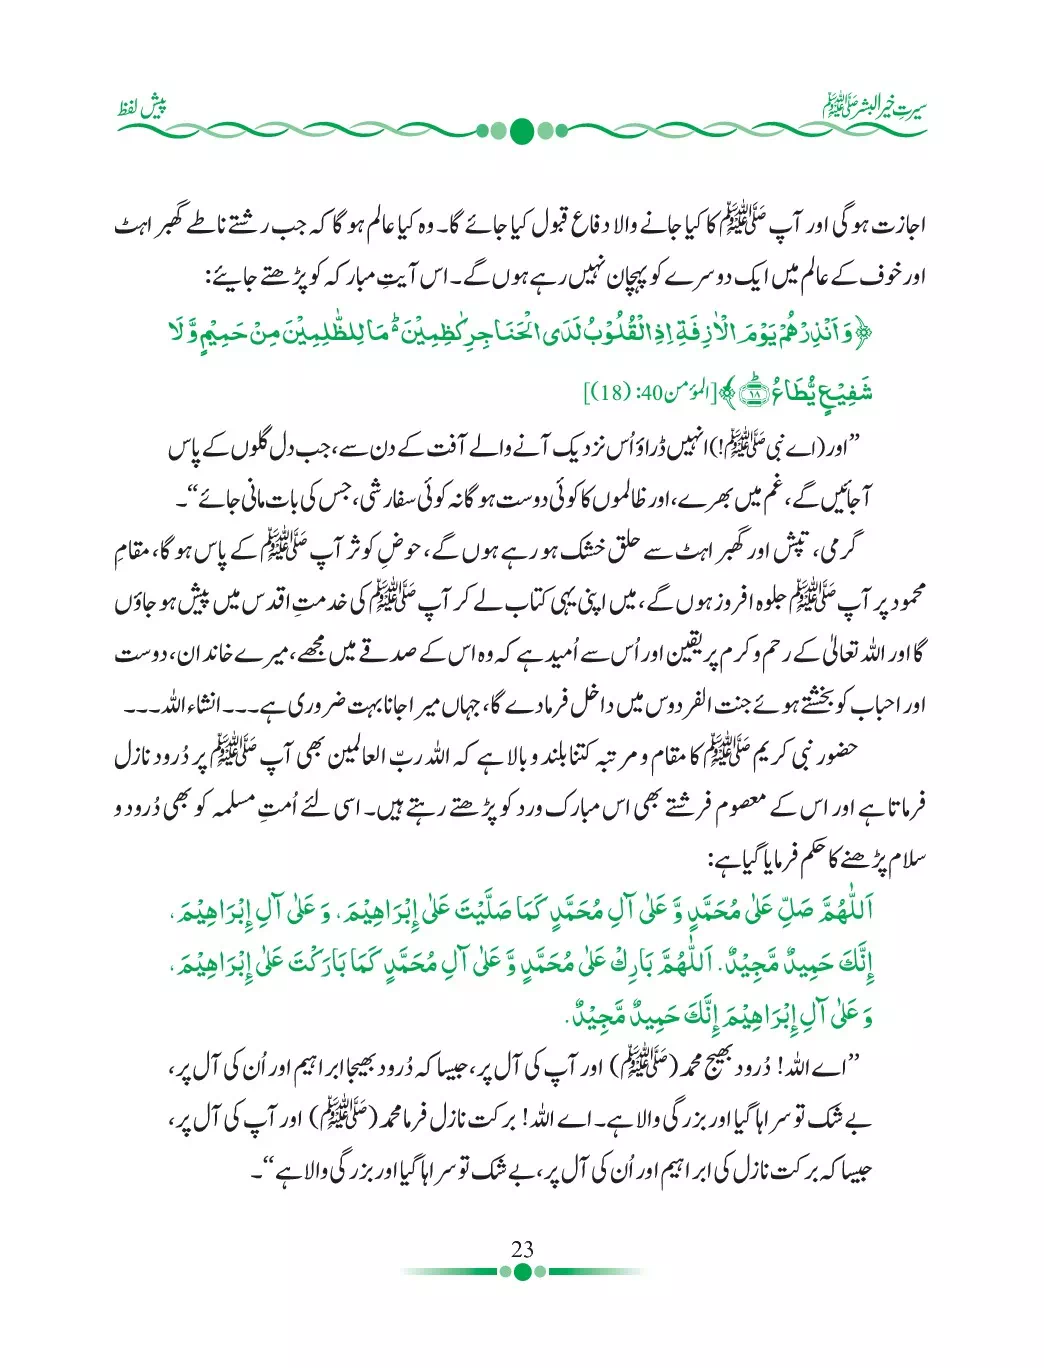 سیرتِ خیر البشر ﷺ
پیش لفظ
اجازت ہوگی اور آپ ﷺ کا کیا جانے والا دفاع قبول کیا جائے گا۔ وہ کیا عالم ہوگا کہ جب رشتے ناطے گھبراہٹ
اور خوف کے عالم میں ایک دوسرے کو پہچان نہیں رہے ہوں گے۔ اس آیتِ مبارکہ کو پڑھتے جایئے:
﴿وَ اَنْذِرْهُمْ يَوْمَ الْاٰزِفَةِ اِذِ الْقُلُوْبُ لَدَى الْحَنَاجِرِ كٰظِمِيْنَ ؕ مَا لِلظّٰلِمِيْنَ مِنْ حَمِيْمٍ وَّ لَا
شَفِيْعٍ يُّطَاعُ ؕ۝۱۸﴾ [المؤمن 40: (18)]
”اور (اے نبی ﷺ!) انہیں ڈراؤ اُس نزدیک آنے والے آفت کے دن سے، جب دل گلوں کے پاس
آجائیں گے، غم میں بھرے، اور ظالموں کا کوئی دوست ہوگا نہ کوئی سفارشی، جس کی بات مانی جائے“۔
گرمی، تپش اور گھبراہٹ سے حلق خشک ہو رہے ہوں گے، حوضِ کوثر آپ ﷺ کے پاس ہوگا، مقامِ
محمود پر آپ ﷺ جلوہ افروز ہوں گے، میں اپنی یہی کتاب لے کر آپ ﷺ کی خدمتِ اقدس میں پیش ہو جاؤں
گا اور اللہ تعالیٰ کے رحم و کرم پر یقین اور اُس سے اُمید ہے کہ وہ اس کے صدقے میں مجھے، میرے خاندان، دوست
اور احباب کو بخشتے ہوئے جنت الفردوس میں داخل فرمادے گا، جہاں میرا جانا بہت ضروری ہے۔۔۔انشاء اللہ۔۔۔
حضور نبی کریم ﷺ کا مقام و مرتبہ کتنا بلند و بالا ہے کہ اللہ ربّ العالمین بھی آپ ﷺ پر دُرود نازل
فرماتا ہے اور اس کے معصوم فرشتے بھی اس مبارک ورد کو پڑھتے رہتے ہیں۔ اسی لئے اُمتِ مسلمہ کو بھی دُرود و
سلام پڑھنے کا حکم فرمایا گیا ہے:
اَللّٰهُمَّ صَلِّ عَلٰى مُحَمَّدٍ وَّ عَلٰى آلِ مُحَمَّدٍ كَمَا صَلَّيْتَ عَلٰى إِبْرَاهِيْمَ، وَ عَلٰى آلِ إِبْرَاهِيْمَ،
إِنَّكَ حَمِيدٌ مَّجِيْدٌ. اَللّٰهُمَّ بَارِكْ عَلٰى مُحَمَّدٍ وَّ عَلٰى آلِ مُحَمَّدٍ كَمَا بَارَكْتَ عَلٰى إِبْرَاهِيْمَ،
وَ عَلٰى آلِ إِبْرَاهِيْمَ إِنَّكَ حَمِيدٌ مَّجِيْدٌ.
”اے اللہ! دُرود بھیج محمد (ﷺ) اور آپ کی آل پر، جیسا کہ دُرود بھیجا ابراہیم اور اُن کی آل پر،
بے شک تو سراہا گیا اور بزرگی والا ہے۔ اے اللہ! برکت نازل فرما محمد (ﷺ) اور آپ کی آل پر،
جیسا کہ برکت نازل کی ابراہیم اور اُن کی آل پر، بے شک تو سراہا گیا اور بزرگی والا ہے“۔
23